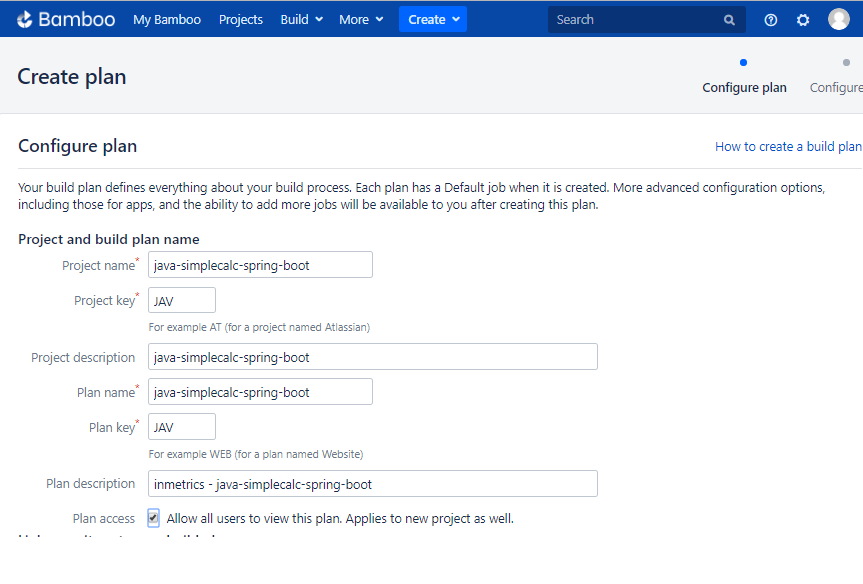 Bamboo My Bamboo Projects Build More Create Search
Create plan
Configure plan Configure
Configure plan
How to create a build plan
Your build plan defines everything about your build process. Each plan has a Default job when it is created. More advanced configuration options,
including those for apps, and the ability to add more jobs will be available to you after creating this plan.
Project and build plan name
Project name* java-simplecalc-spring-boot
Project key* JAV
For example AT (for a project named Atlassian)
Project description java-simplecalc-spring-boot
Plan name* java-simplecalc-spring-boot
Plan key* JAV
For example WEB (for a plan named Website)
Plan description inmetrics - java-simplecalc-spring-boot
Plan access Allow all users to view this plan. Applies to new project as well.